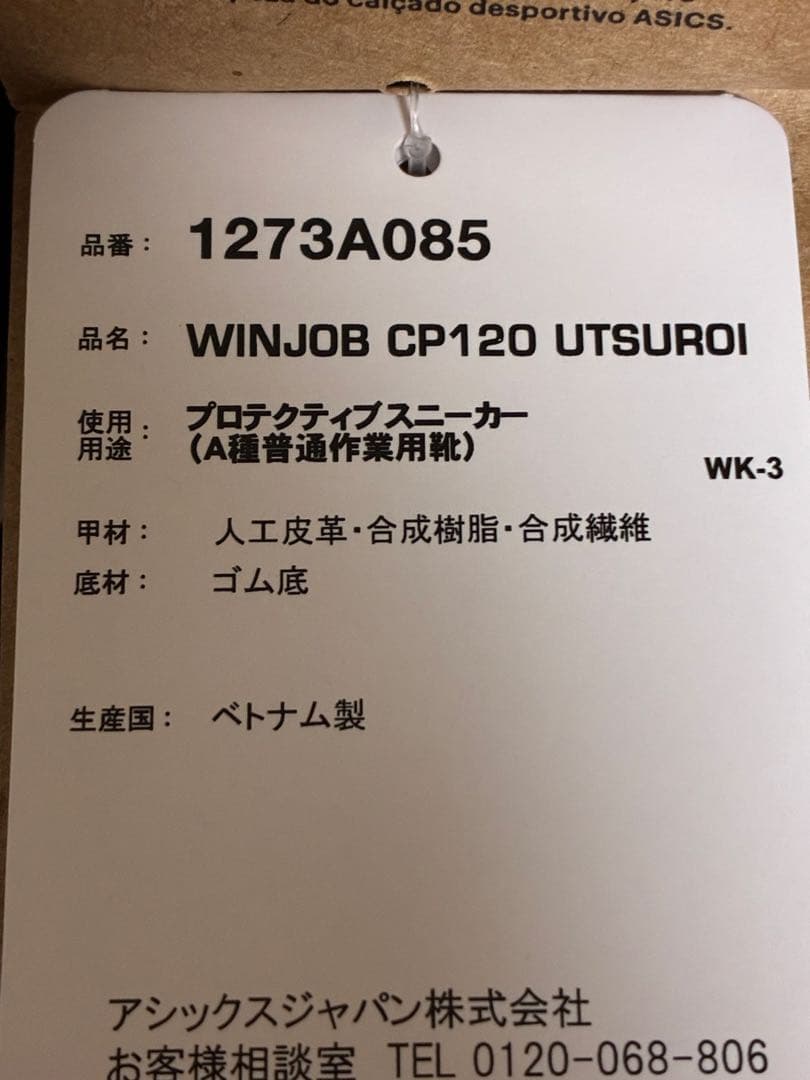 do calçado desportivo ASICS.
品番： 1273A085
品名： WINJOB CP120 UTSUROI
使用用途： プロテクティブスニーカー
（A種普通作業用靴）
WK-3
甲材： 人工皮革・合成樹脂・合成繊維
底材： ゴム底
生産国： ベトナム製
アシックスジャパン株式会社
お客様相談室 TEL 0120-068-806